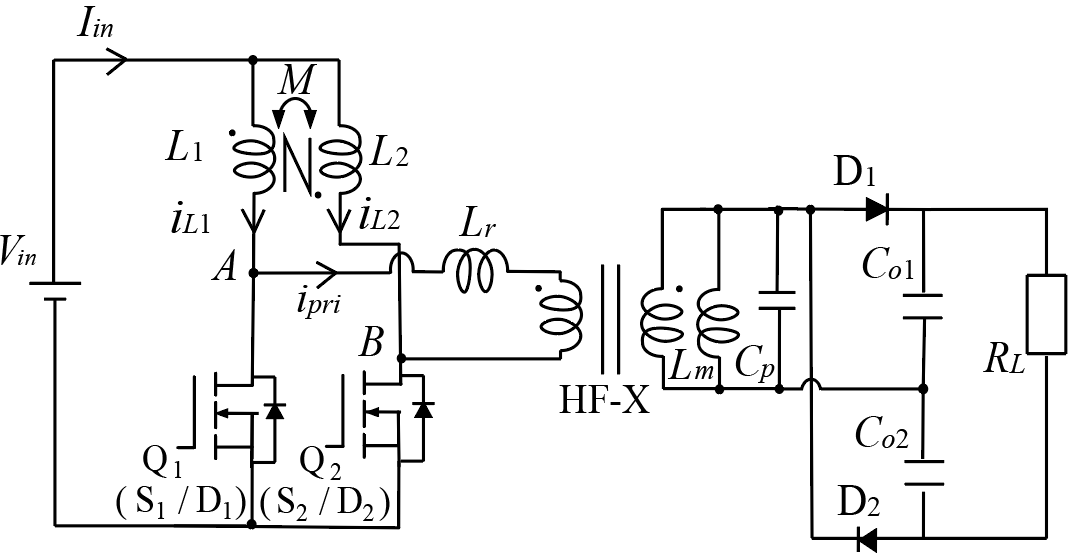 Iin
M
L1
L2
D1
iL1
iL2
Lr
Vin
A
Co1
ipri
B
Lm
Cp
RL
HF-X
Co2
Q1
Q2
(S1/D1)
(S2/D2)
D2